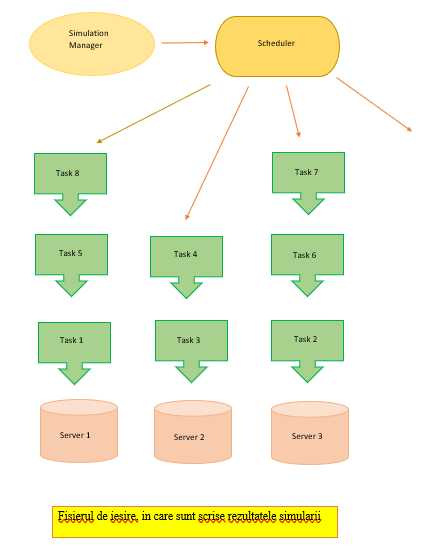 Simulation
Manager
Scheduler
Task 8
Task 7
Task 5
Task 4
Task 6
Task 1
Task 3
Task 2
Server 1
Server 2
Server 3
Fisierul de iesire, in care sunt scrise rezultatele simularii